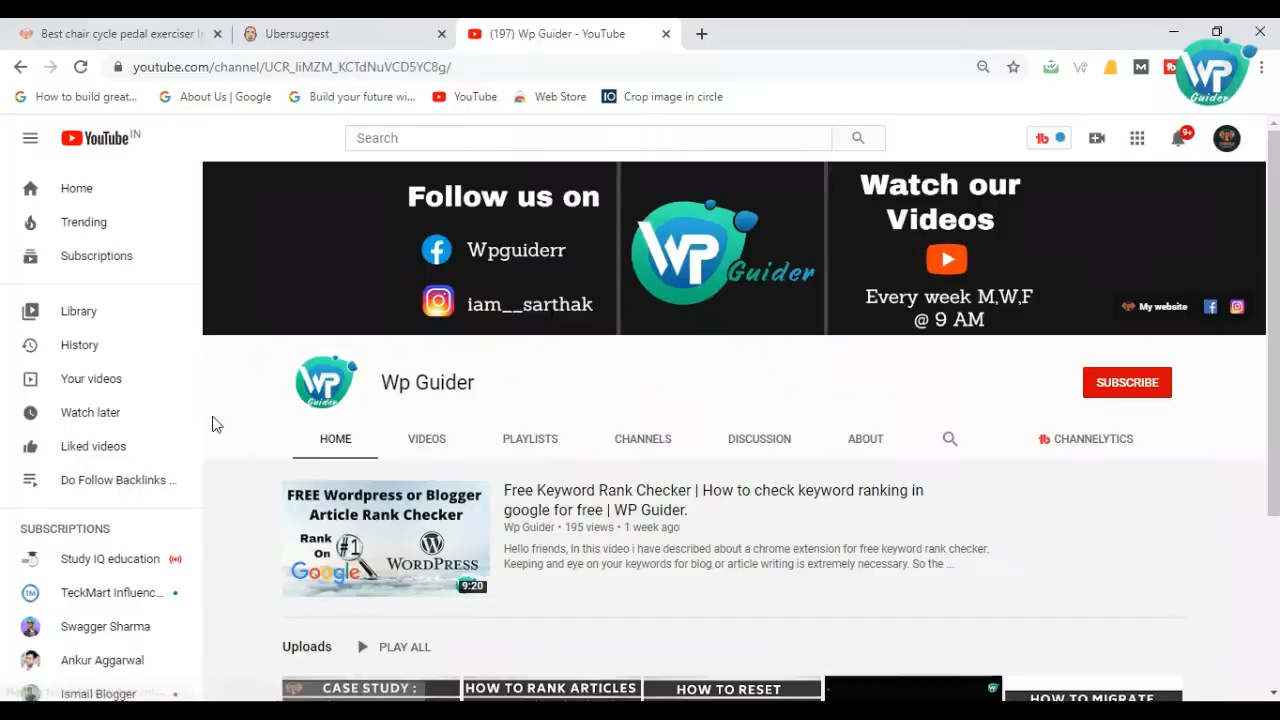 Best chair cycle pedal exerciser
Ubersuggest
(197) Wp Guider - YouTube
youtube.com/channel/UCR_IiMZM_KCTdNuVCD5YC8g/
WP
Guider
How to build great...
About Us | Google
Build your future wi...
YouTube
Web Store
Crop image in circle
YouTube IN
Search
9+
Home
Trending
Subscriptions
Library
History
Your videos
Watch later
Liked videos
Do Follow Backlinks ...
SUBSCRIPTIONS
Study IQ education
TeckMart Influenc...
Swagger Sharma
Ankur Aggarwal
Ismail Blogger
Follow us on
Wpguiderr
iam__sarthak
WP Guider
Watch our
Videos
Every week M,W,F
@ 9 AM
My website
WP
Guider
Wp Guider
SUBSCRIBE
HOME
VIDEOS
PLAYLISTS
CHANNELS
DISCUSSION
ABOUT
CHANNELYTICS
FREE Wordpress or Blogger
Article Rank Checker
Rank
On #1
Google
WORDPRESS
9:20
Free Keyword Rank Checker | How to check keyword ranking in
google for free | WP Guider.
Wp Guider • 195 views • 1 week ago
Hello friends, In this video i have described about a chrome extension for free keyword rank checker.
Keeping and eye on your keywords for blog or article writing is extremely necessary. So the ...
Uploads
PLAY ALL
CASE STUDY :
HOW TO RANK ARTICLES
HOW TO RESET
HOW TO MIGRATE